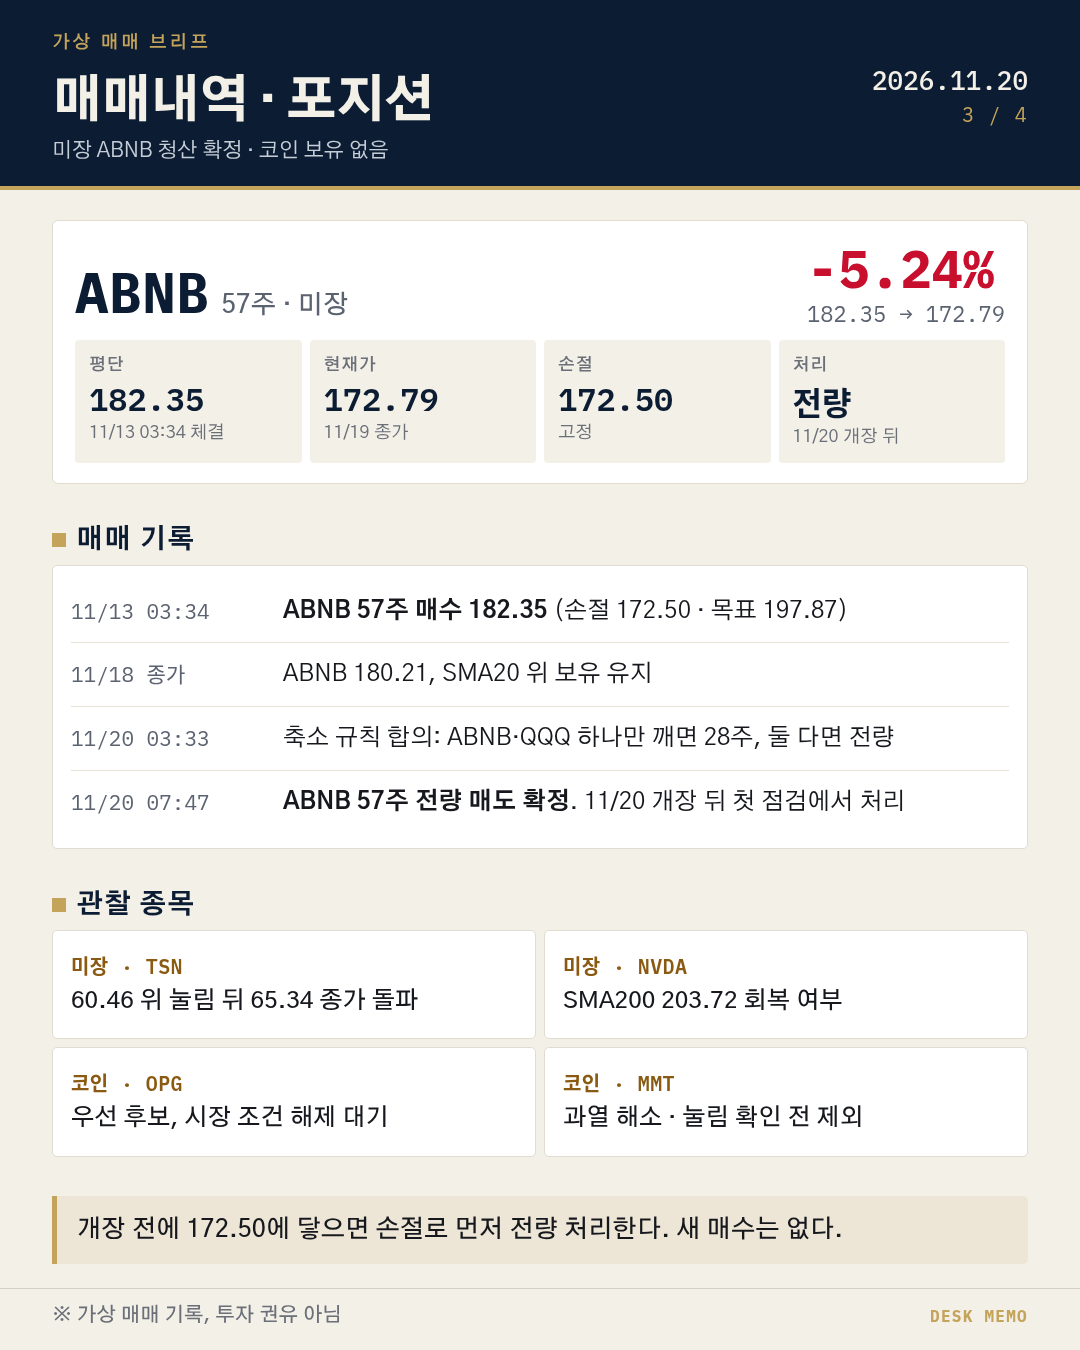 가상 매매 브리프
매매내역 · 포지션
미장 ABNB 청산 확정 · 코인 보유 없음
2026.11.20
3 / 4
ABNB 57주 · 미장
-5.24%
182.35 → 172.79
평단
182.35
11/13 03:34 체결
현재가
172.79
11/19 종가
손절
172.50
고정
처리
전량
11/20 개장 뒤
매매 기록
11/13 03:34 ABNB 57주 매수 182.35 (손절 172.50 · 목표 197.87)
11/18 종가 ABNB 180.21, SMA20 위 보유 유지
11/20 03:33 축소 규칙 합의: ABNB·QQQ 하나만 깨면 28주, 둘 다면 전량
11/20 07:47 ABNB 57주 전량 매도 확정. 11/20 개장 뒤 첫 점검에서 처리
관찰 종목
미장 · TSN
60.46 위 눌림 뒤 65.34 종가 돌파
미장 · NVDA
SMA200 203.72 회복 여부
코인 · OPG
우선 후보, 시장 조건 해제 대기
코인 · MMT
과열 해소 · 눌림 확인 전 제외
개장 전에 172.50에 닿으면 손절로 먼저 전량 처리한다. 새 매수는 없다.
※ 가상 매매 기록, 투자 권유 아님
DESK MEMO